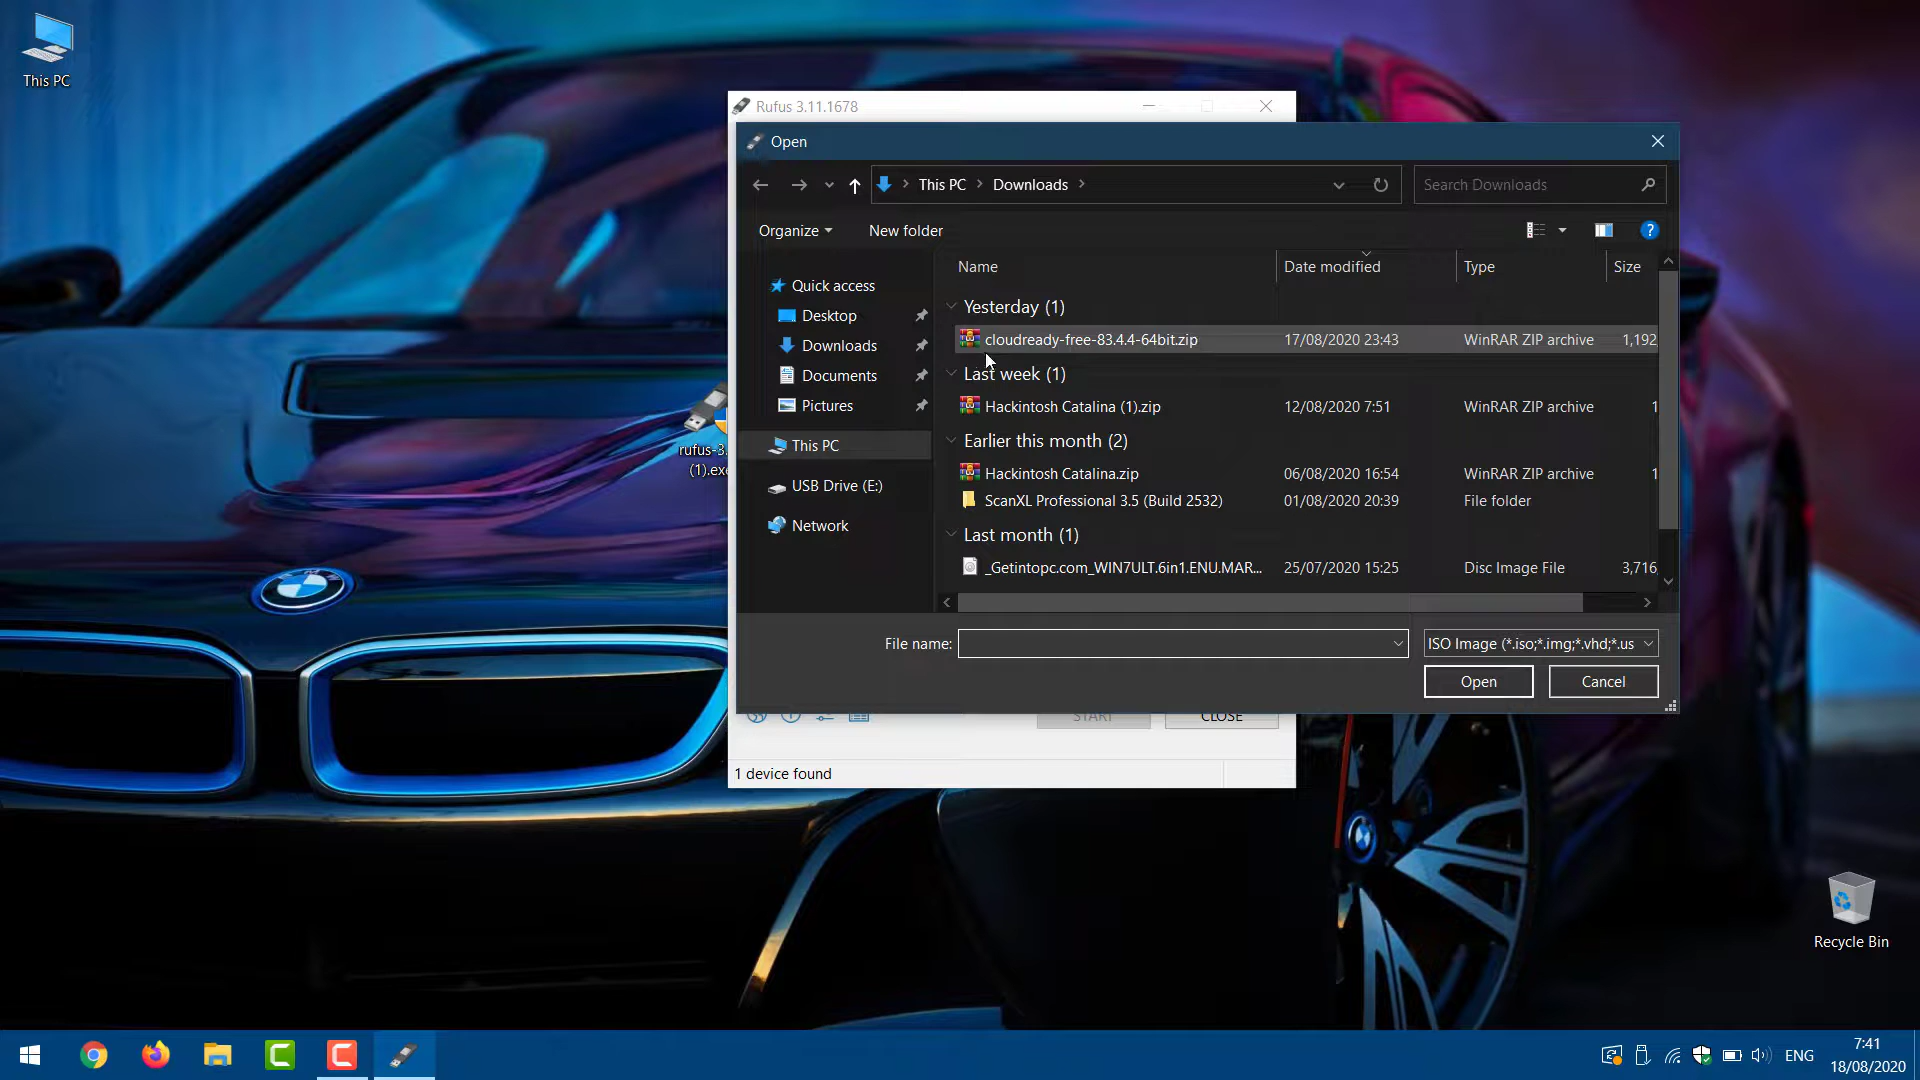 This PC
Rufus 3.11.1678
Open
This PC
Downloads
Search Downloads
Organize
New folder
Name
Date modified
Type
Size
Quick access
Desktop
Downloads
Documents
Pictures
This PC
USB Drive (E:)
Network
Yesterday (1)
cloudready-free-83.4.4-64bit.zip
17/08/2020 23:43
WinRAR ZIP archive
1,192
Last week (1)
Hackintosh Catalina (1).zip
12/08/2020 7:51
WinRAR ZIP archive
1
Earlier this month (2)
Hackintosh Catalina.zip
06/08/2020 16:54
WinRAR ZIP archive
1
ScanXL Professional 3.5 (Build 2532)
01/08/2020 20:39
File folder
Last month (1)
_Getintopc.com_WIN7ULT.6in1.ENU.MAR...
25/07/2020 15:25
Disc Image File
3,716
File name:
ISO Image (*.iso;*.img;*.vhd;*.us
Open
Cancel
rufus-3.
(1).exe
START
CLOSE
1 device found
BMW
Recycle Bin
ENG
7:41
18/08/2020